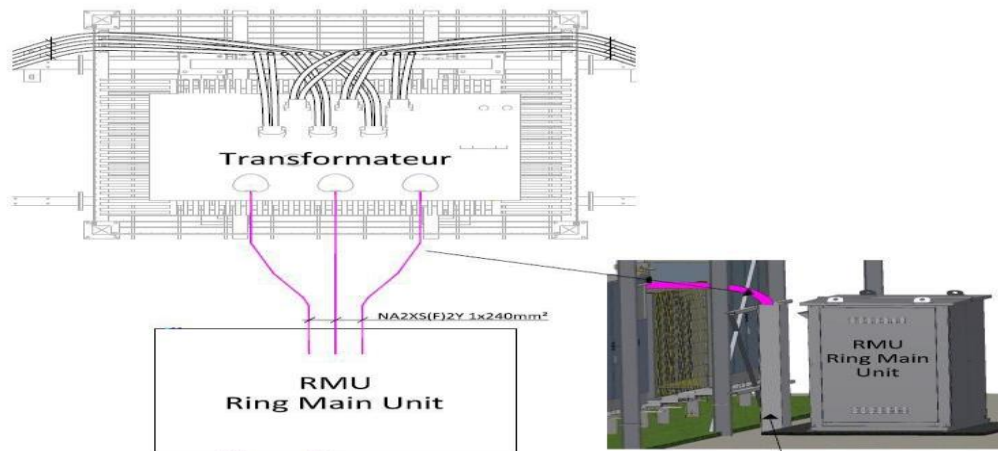 Transformateur
NA2XS(F)2Y 1x240mm²
RMU
Ring Main Unit
RMU
Ring Main
Unit